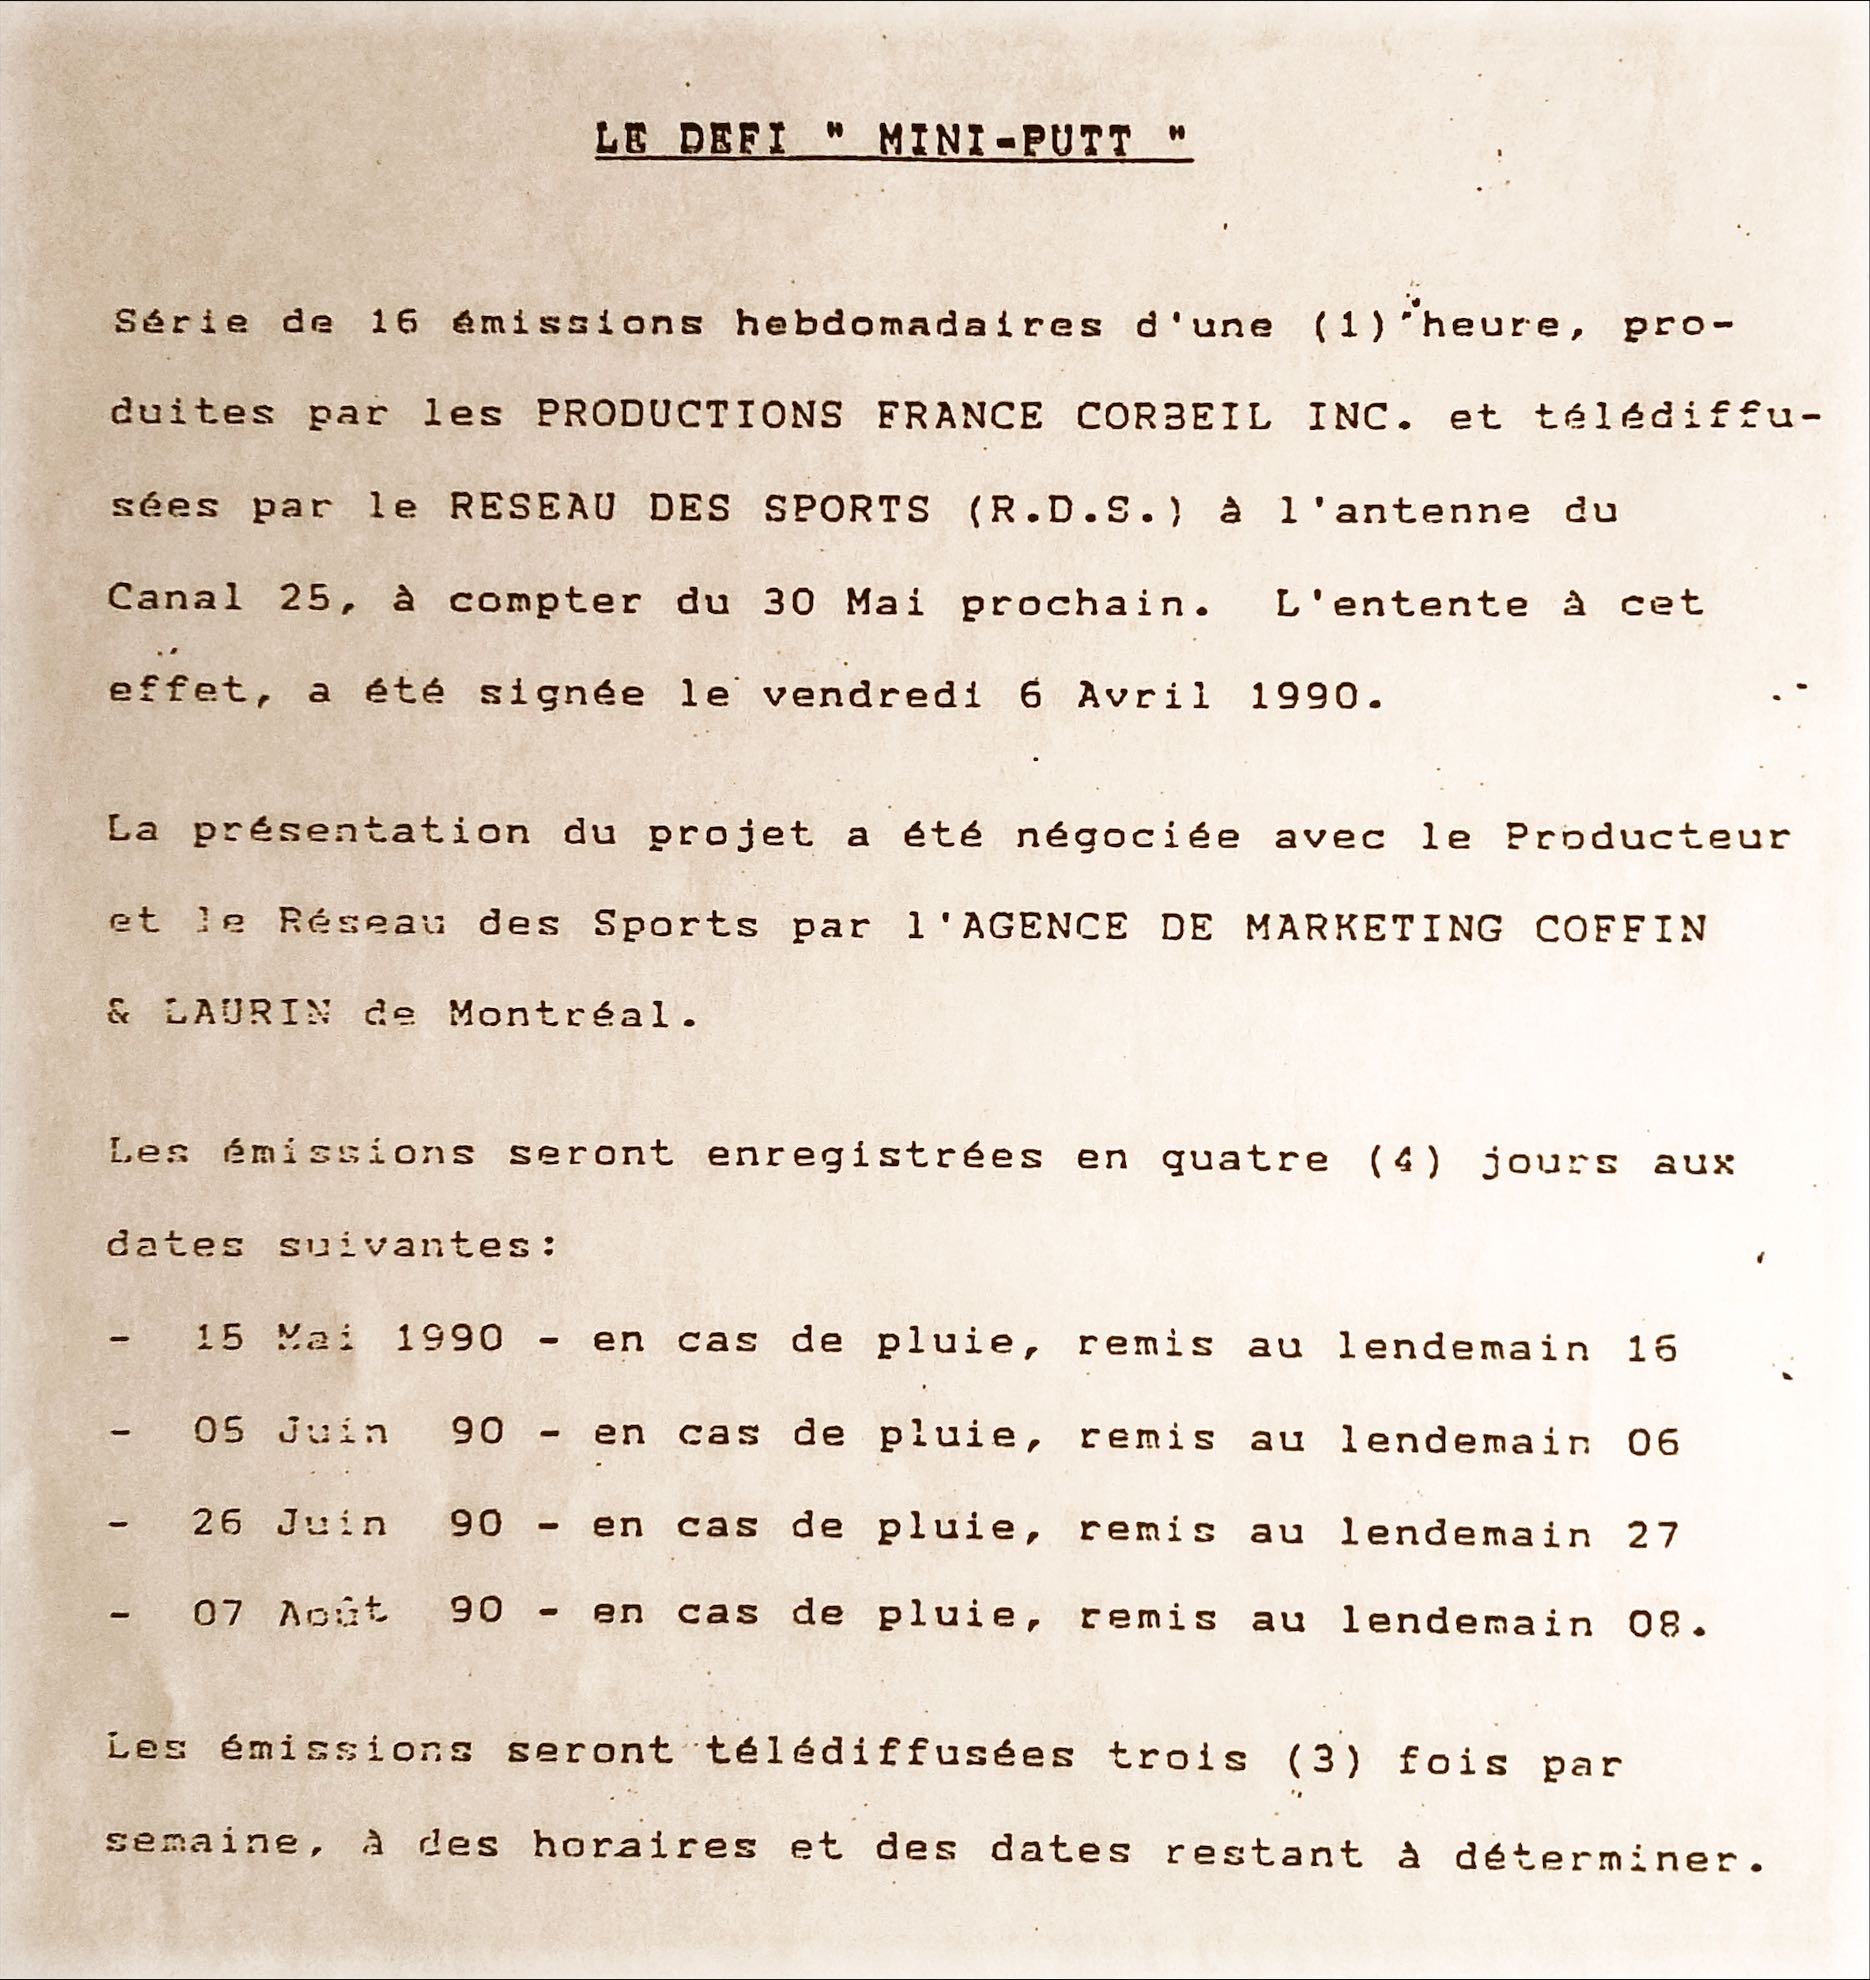 LE DEFI " MINI-PUTT "
Série de 16 émissions hebdomadaires d'une (1) heure, pro-
duites par les PRODUCTIONS FRANCE CORBEIL INC. et télédiffu-
sées par le RESEAU DES SPORTS (R.D.S.) à l'antenne du
Canal 25, à compter du 30 Mai prochain. L'entente à cet
effet, a été signée le vendredi 6 Avril 1990.
La présentation du projet a été négociée avec le Producteur
et le Réseau des Sports par l'AGENCE DE MARKETING COFFIN
& LAURIN de Montréal.
Les émissions seront enregistrées en quatre (4) jours aux
dates suivantes:
- 15 Mai 1990 - en cas de pluie, remis au lendemain 16
- 05 Juin 90 - en cas de pluie, remis au lendemain 06
- 26 Juin 90 - en cas de pluie, remis au lendemain 27
- 07 Août 90 - en cas de pluie, remis au lendemain 08.
Les émissions seront télédiffusées trois (3) fois par
semaine, à des horaires et des dates restant à déterminer.